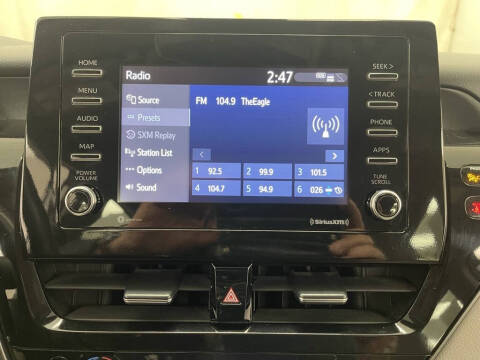 HOME
MENU
AUDIO
MAP
POWER
VOLUME
Radio
2:47
Source
Presets
SXM Replay
Station List
Options
Sound
FM 104.9 TheEagle
1 92.5
2 99.9
3 101.5
4 104.7
5 94.9
6 026
SiriusXM
SEEK >
< TRACK
PHONE
APPS
TUNE
SCROLL